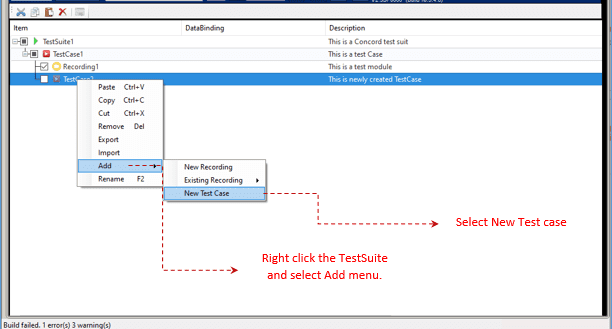 Item DataBinding Description
TestSuite1 This is a Concord test suit
TestCase1 This is a test Case
Recording1 This is a test module
TestCase1 This is newly created TestCase
Paste Ctrl+V
Copy Ctrl+C
Cut Ctrl+X
Remove Del
Export
Import
Add
Rename F2
New Recording
Existing Recording
New Test Case
Select New Test case
Right click the TestSuite
and select Add menu.
Build failed. 1 error(s) 3 warning(s)